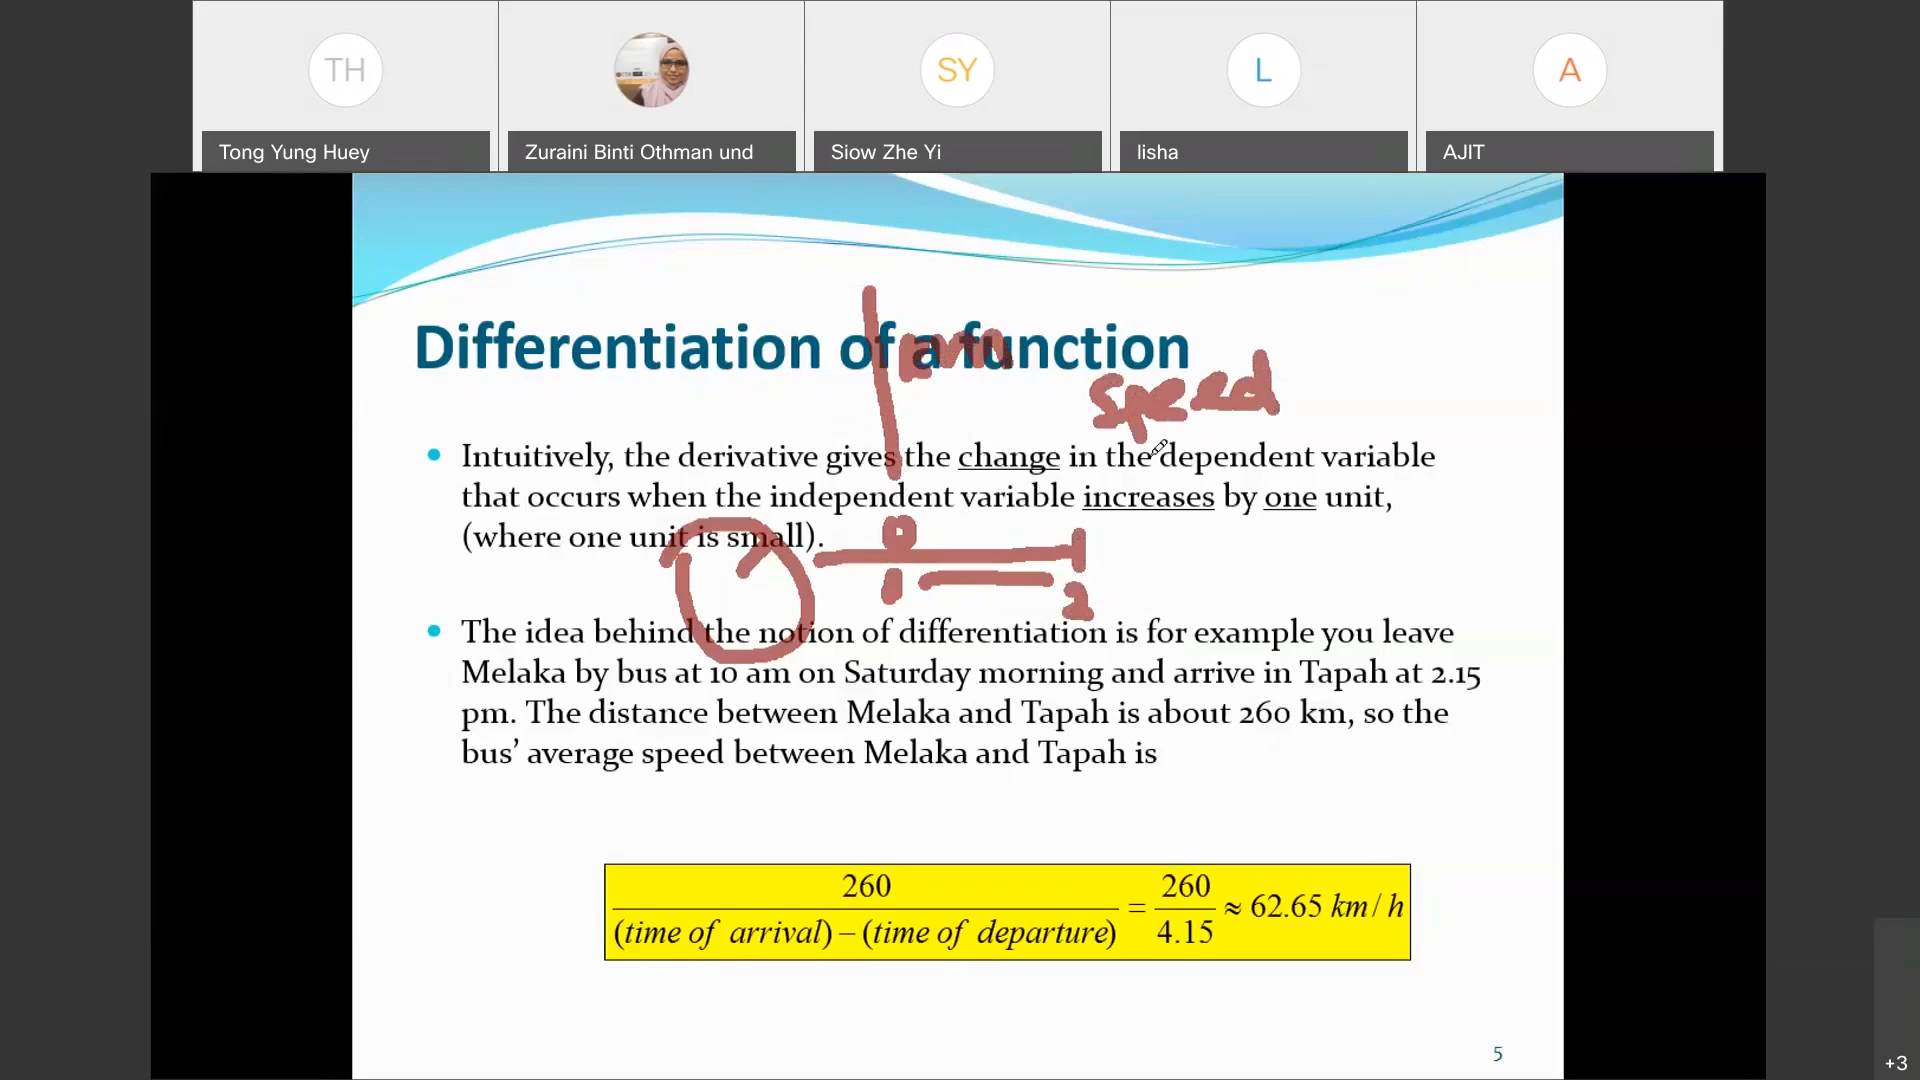 TH
SY
L
A
Tong Yung Huey
Zuraini Binti Othman und
Siow Zhe Yi
lisha
AJIT
Differentiation of a function
speed
Intuitively, the derivative gives the change in the dependent variable
that occurs when the independent variable increases by one unit,
(where one unit is small).
2
The idea behind the notion of differentiation is for example you leave
Melaka by bus at 10 am on Saturday morning and arrive in Tapah at 2.15
pm. The distance between Melaka and Tapah is about 260 km, so the
bus’ average speed between Melaka and Tapah is
260 / (time of arrival) – (time of departure) = 260 / 4.15 ≈ 62.65 km / h
5
+3